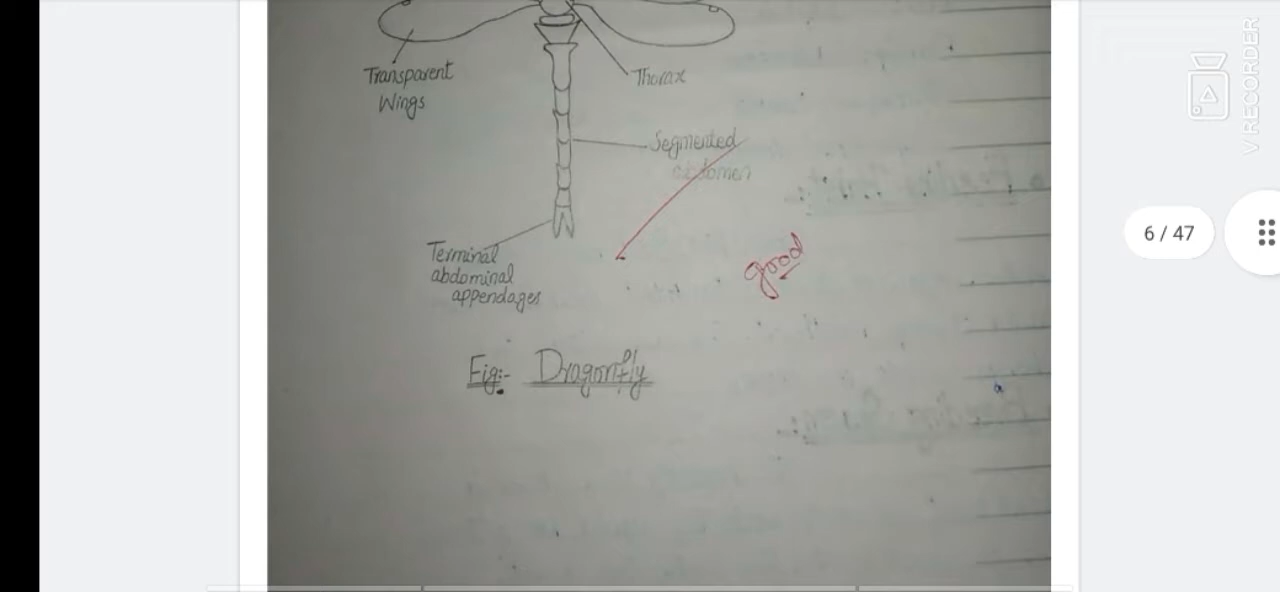 Transparent
Wings
Thorax
Segmented
abdomen
Terminal
abdominal
appendages
good
Fig:- Dragonfly
6 / 47
V RECORDER